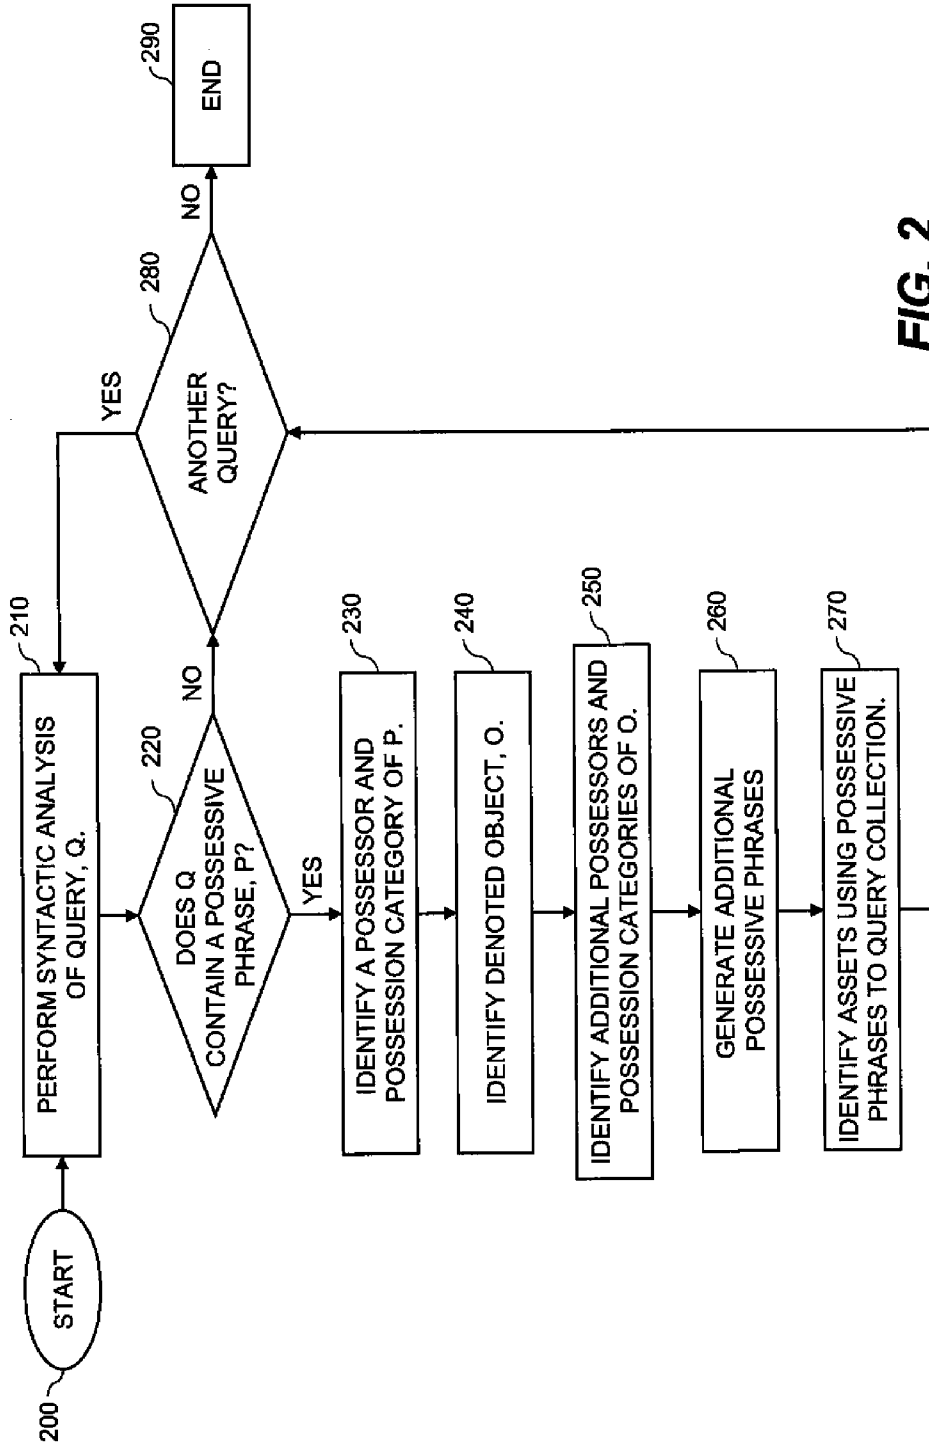 200
START
210
PERFORM SYNTACTIC ANALYSIS
OF QUERY, Q.
220
DOES Q
CONTAIN A POSSESSIVE
PHRASE, P?
NO
YES
230
IDENTIFY A POSSESSOR AND
POSSESSION CATEGORY OF P.
240
IDENTIFY DENOTED OBJECT, O.
250
IDENTIFY ADDITIONAL POSSESSORS AND
POSSESSION CATEGORIES OF O.
260
GENERATE ADDITIONAL
POSSESSIVE PHRASES
270
IDENTIFY ASSETS USING POSSESSIVE
PHRASES TO QUERY COLLECTION.
280
ANOTHER
QUERY?
YES
NO
290
END
FIG. 2